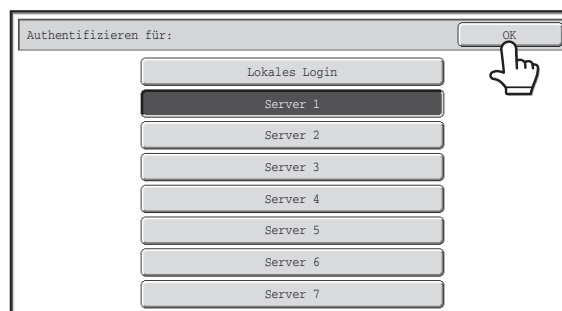 Authentifizieren für:
OK
Lokales Login
Server 1
Server 2
Server 3
Server 4
Server 5
Server 6
Server 7